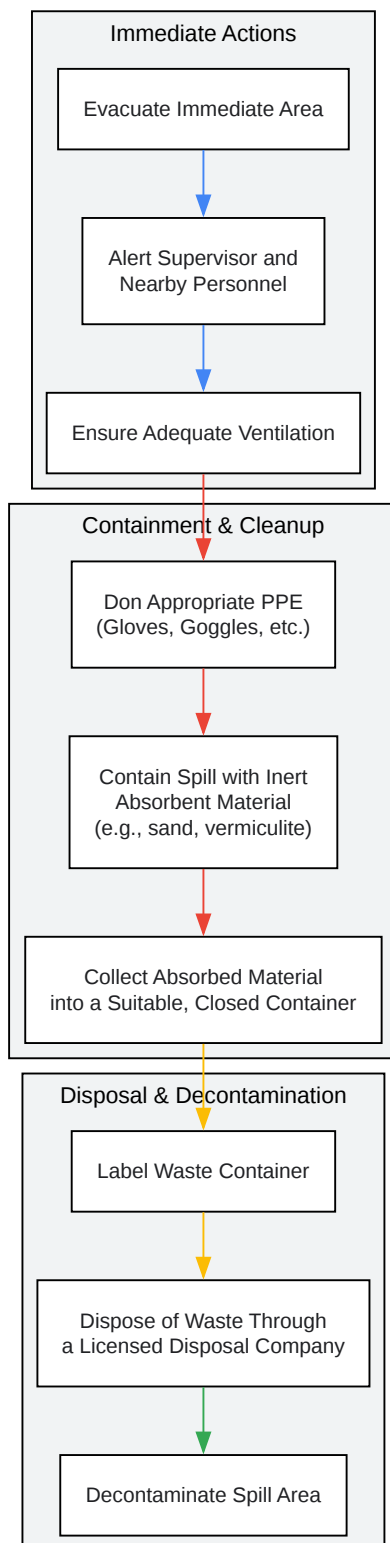 Immediate Actions
Evacuate Immediate Area
Alert Supervisor and
Nearby Personnel
Ensure Adequate Ventilation
Containment & Cleanup
Don Appropriate PPE
(Gloves, Goggles, etc.)
Contain Spill with Inert
Absorbent Material
(e.g., sand, vermiculite)
Collect Absorbed Material
into a Suitable, Closed Container
Disposal & Decontamination
Label Waste Container
Dispose of Waste Through
a Licensed Disposal Company
Decontaminate Spill Area